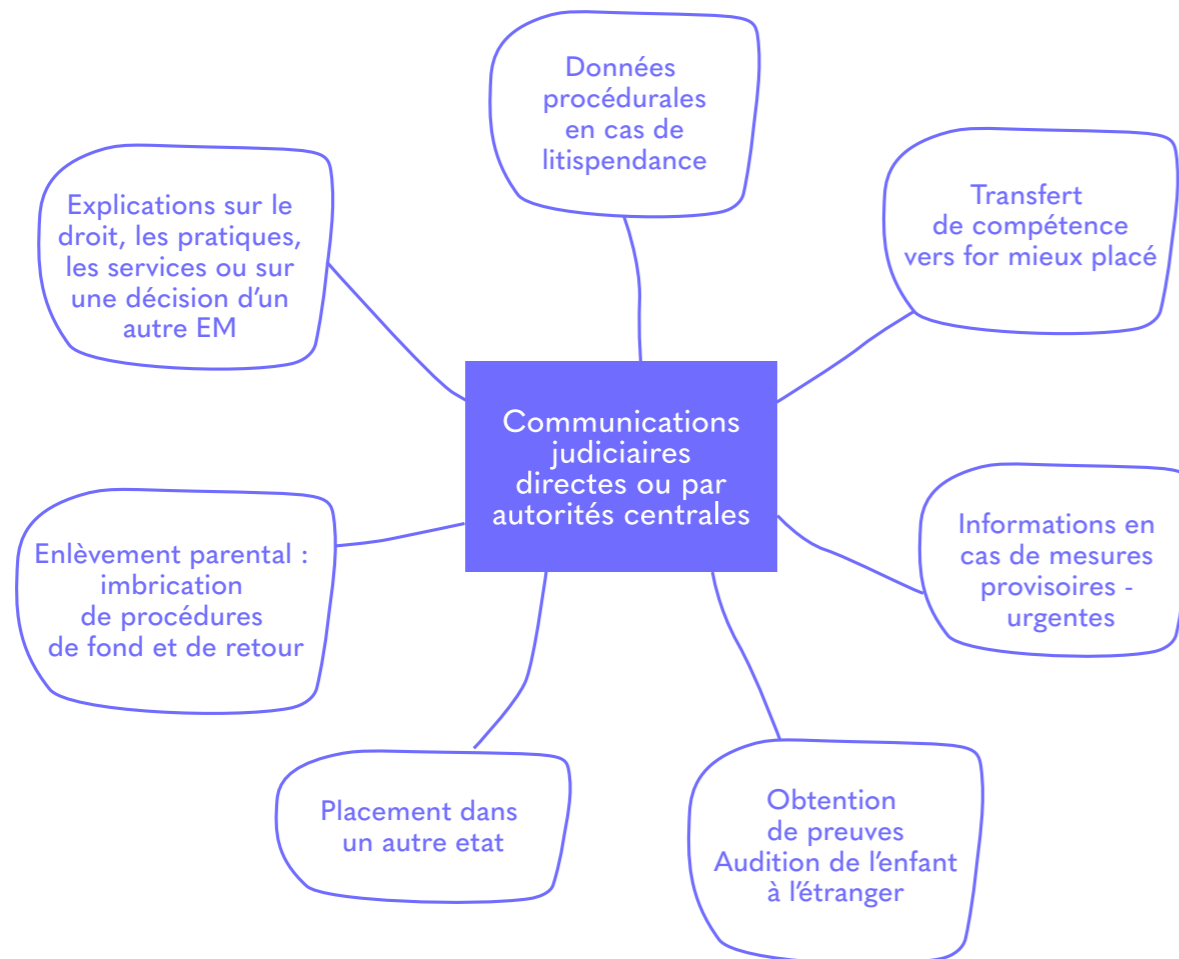 Données
procédurales
en cas de
litispendance
Explications sur le
droit, les pratiques,
les services ou sur
une décision d'un
autre EM
Transfert
de compétence
vers for mieux placé
Communications
judiciaires
directes ou par
autorités centrales
Enlèvement parental :
imbrication
de procédures
de fond et de retour
Informations en
cas de mesures
provisoires -
urgentes
Placement dans
un autre etat
Obtention
de preuves
Audition de l'enfant
à l'étranger